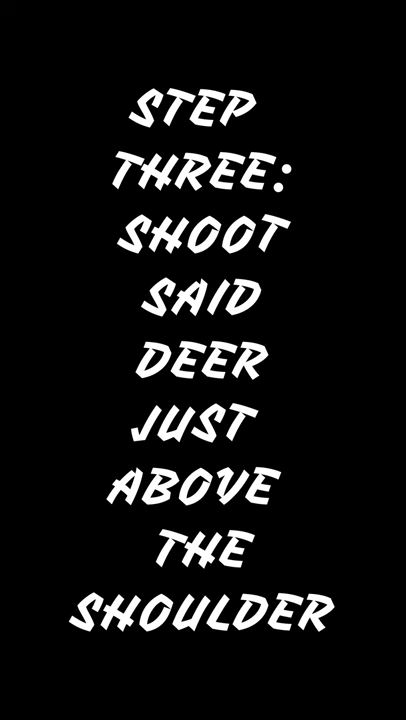 STEP
THREE:
SHOOT
SAID
DEER
JUST
ABOVE
THE
SHOULDER